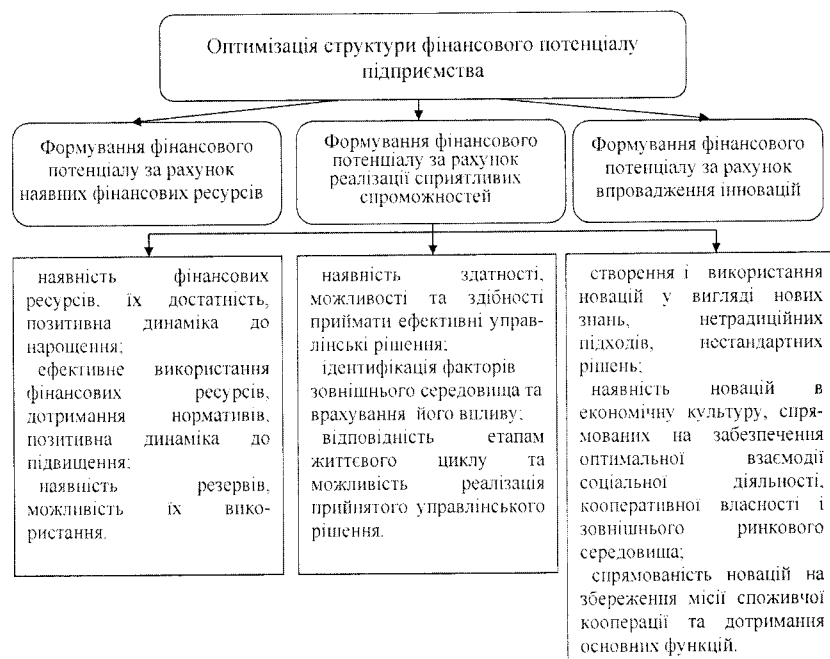 Оптимізація структури фінансового потенціалу
підприємства
Формування фінансового
потенціалу за рахунок
наявних фінансових ресурсів
Формування фінансового
потенціалу за рахунок
реалізації сприятливих
спроможностей
Формування фінансового
потенціалу за рахунок
впровадження інновацій
наявність фінансових
ресурсів, їх достатність,
позитивна динаміка до
нарощення;
ефективне використання
фінансових ресурсів,
дотримання нормативів,
позитивна динаміка до
підвищення;
наявність резервів,
можливість їх вико-
ристання.
наявність здатності,
можливості та здібності
приймати ефективні управ-
лінські рішення;
ідентифікація факторів
зовнішнього середовища та
врахування його впливу;
відповідність етапам
життєвого циклу та
можливість реалізація
прийнятого управлінського
рішення.
створення і використання
новацій у вигляді нових
знань, нетрадиційних
підходів, нестандартних
рішень;
наявність новацій в
економічну культуру, спря-
мованих на забезпечення
оптимальної взаємодії
соціальної діяльності,
кооперативної власності і
зовнішнього ринкового
середовища;
спрямованість новацій на
збереження місії споживчої
кооперації та дотримання
основних функцій.